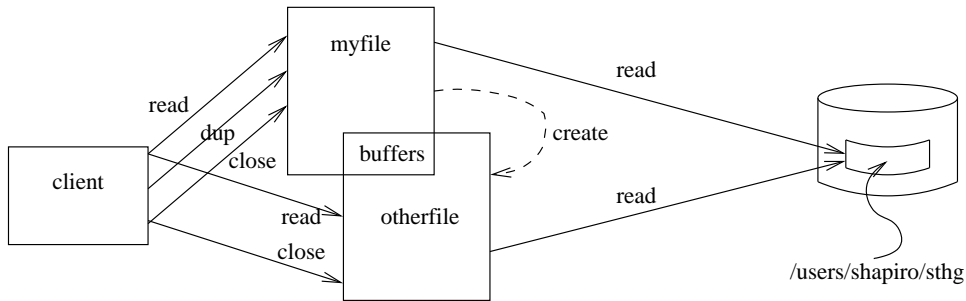 myfile
read
read
dup
create
close
buffers
client
read
otherfile
read
close
/users/shapiro/sthg